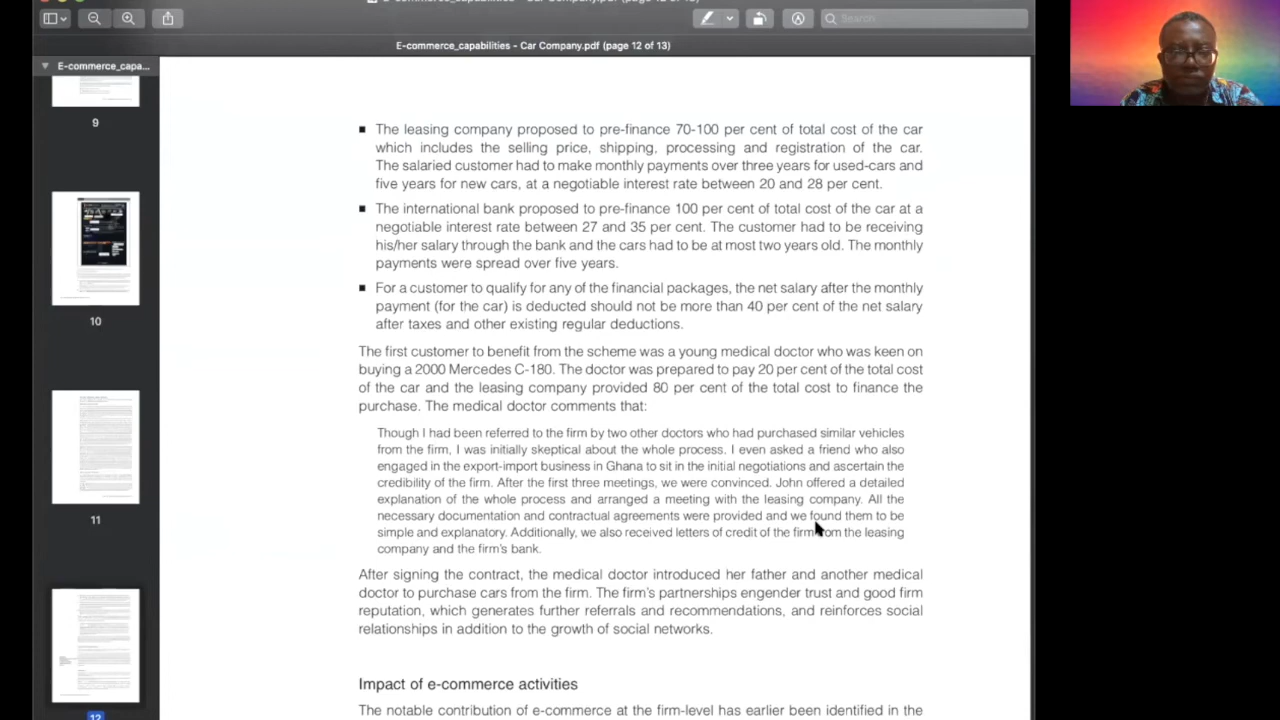 E-commerce_capabilities - Car Company.pdf (page 12 of 13)
Search
E-commerce_capabilities - Car Company.pdf (page 12 of 13)
E-commerce_capa...
9
10
11
12
■ The leasing company proposed to pre-finance 70-100 per cent of total cost of the car
which includes the selling price, shipping, processing and registration of the car.
The salaried customer had to make monthly payments over three years for used-cars and
five years for new cars, at a negotiable interest rate between 20 and 28 per cent.
■ The international bank proposed to pre-finance 100 per cent of total cost of the car at a
negotiable interest rate between 27 and 35 per cent. The customer had to be receiving
his/her salary through the bank and the cars had to be at most two years old. The monthly
payments were spread over five years.
■ For a customer to qualify for any of the financial packages, the net salary after the monthly
payment (for the car) is deducted should not be more than 40 per cent of the net salary
after taxes and other existing regular deductions.
The first customer to benefit from the scheme was a young medical doctor who was keen on
buying a 2000 Mercedes C-180. The doctor was prepared to pay 20 per cent of the total cost
of the car and the leasing company provided 80 per cent of the total cost to finance the
purchase. The medical doctor comments that:
Though I had been referred to the firm by two other doctors who had purchased similar vehicles
from the firm, I was initially skeptical about the whole process. I even asked a friend who also
engaged in the export-import business in Ghana to sit in the initial negotiations and ascertain the
credibility of the firm. After the first three meetings, we were convinced. John offered a detailed
explanation of the whole process and arranged a meeting with the leasing company. All the
necessary documentation and contractual agreements were provided and we found them to be
simple and explanatory. Additionally, we also received letters of credit of the firm from the leasing
company and the firm's bank.
After signing the contract, the medical doctor introduced her father and another medical
doctor to purchase cars from the firm. The firm's partnerships engender trust and good firm
reputation, which generates further referrals and recommendations, and reinforces social
relationships in addition to the growth of social networks.
Impact of e-commerce capabilities
The notable contribution of e-commerce at the firm-level has earlier been identified in the